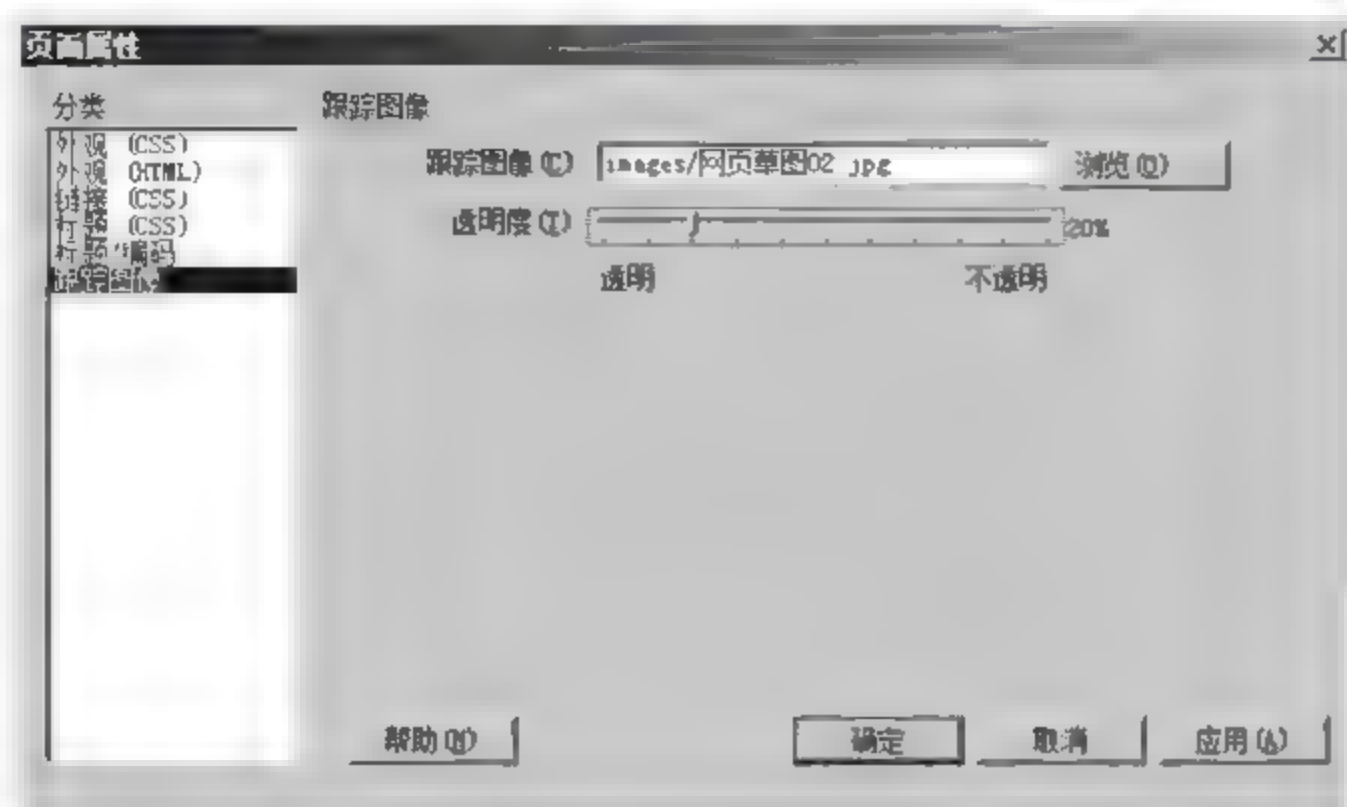 页面属性
分类
外观 (CSS)
外观 (HTML)
链接 (CSS)
标题 (CSS)
标题/编码
跟踪图像
跟踪图像
跟踪图像(C)
images/网页草图02 jpg
浏览(O)
透明度(T)
20%
透明
不透明
帮助(H)
确定
取消
应用(A)